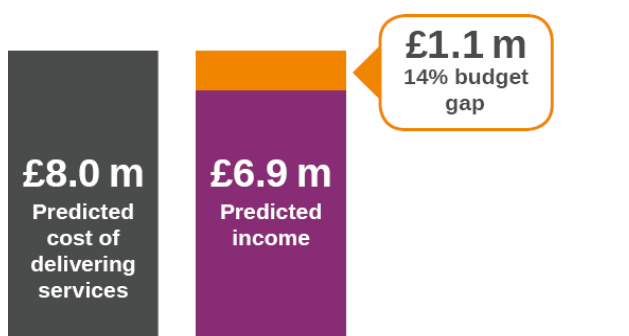 £1.1 m
14% budget
gap
£8.0 m
Predicted
cost of
delivering
services
£6.9 m
Predicted
income